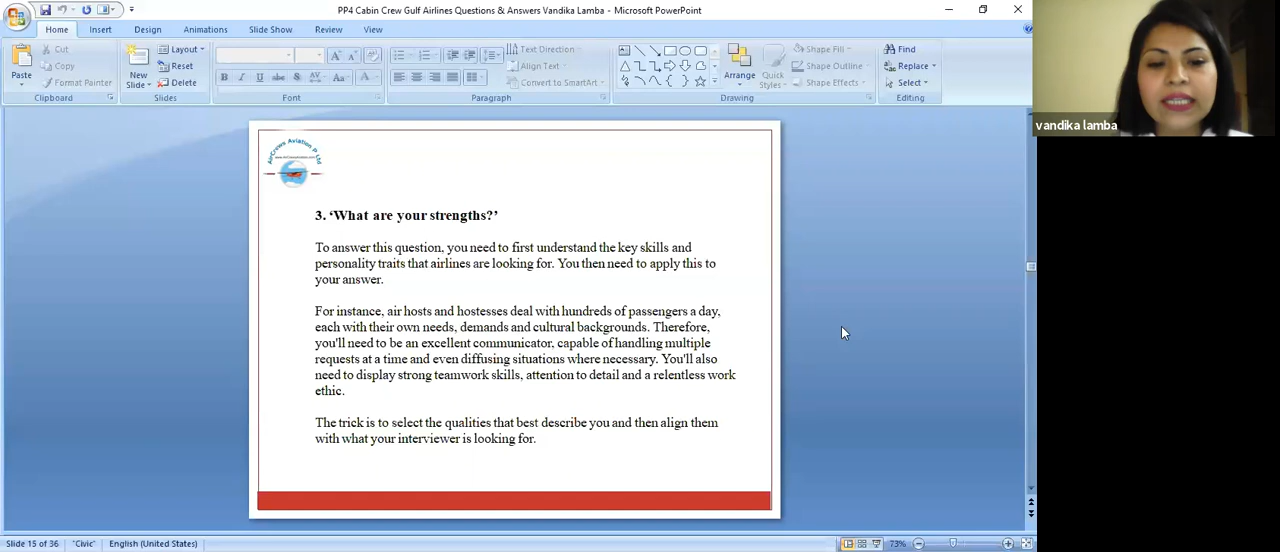 PP4 Cabin Crew Gulf Airlines Questions & Answers Vandika Lamba - Microsoft PowerPoint
Home Insert Design Animations Slide Show Review View
Paste
Cut
Copy
Format Painter
Clipboard
New
Slide
Layout
Reset
Delete
Slides
B I U abc S AV Aa A
Font
Text Direction
Align Text
Convert to SmartArt
Paragraph
Arrange
Quick
Styles
Shape Fill
Shape Outline
Shape Effects
Drawing
Find
Replace
Select
Editing
vandika lamba
AirCrews Aviation P Ltd
3. ‘What are your strengths?’
To answer this question, you need to first understand the key skills and
personality traits that airlines are looking for. You then need to apply this to
your answer.
For instance, air hosts and hostesses deal with hundreds of passengers a day,
each with their own needs, demands and cultural backgrounds. Therefore,
you'll need to be an excellent communicator, capable of handling multiple
requests at a time and even diffusing situations where necessary. You'll also
need to display strong teamwork skills, attention to detail and a relentless work
ethic.
The trick is to select the qualities that best describe you and then align them
with what your interviewer is looking for.
Slide 15 of 36 "Civic" English (United States) 73%